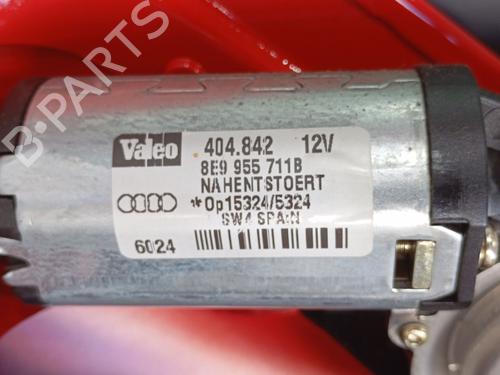 Valeo 404.842 12V
8E9 955 711B
NAHENTSTOERT
*Op15324/5324
SW4 SPAIN
6024
B-PARTS